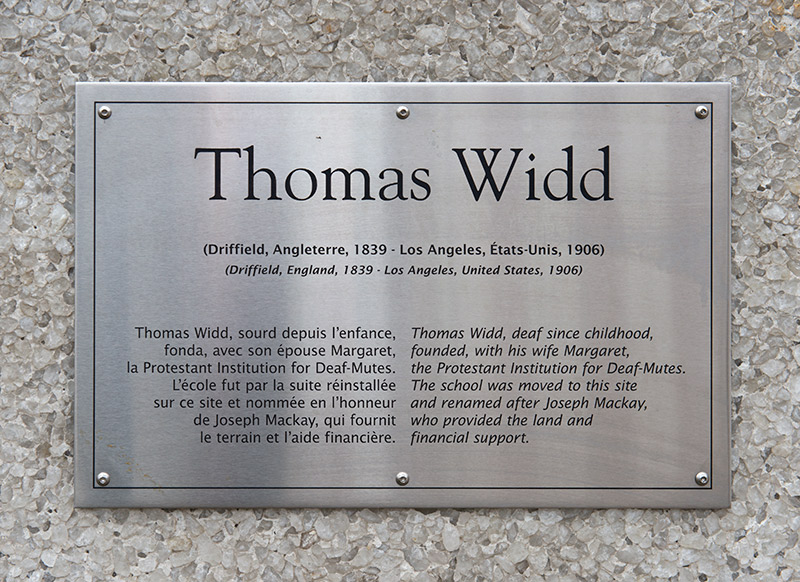 Thomas Widd
(Driffield, Angleterre, 1839 - Los Angeles, États-Unis, 1906)
(Driffield, England, 1839 - Los Angeles, United States, 1906)
Thomas Widd, sourd depuis l'enfance,
fonda, avec son épouse Margaret,
la Protestant Institution for Deaf-Mutes.
L'école fut par la suite réinstallée
sur ce site et nommée en l'honneur
de Joseph Mackay, qui fournit
le terrain et l'aide financière.
Thomas Widd, deaf since childhood,
founded, with his wife Margaret,
the Protestant Institution for Deaf-Mutes.
The school was moved to this site
and renamed after Joseph Mackay,
who provided the land and
financial support.